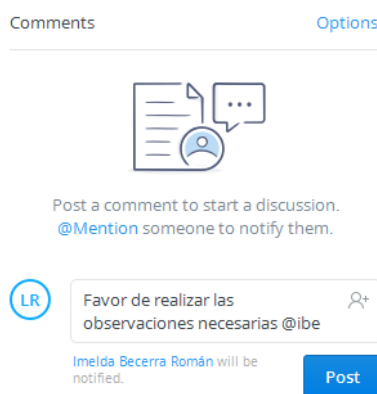 Comments Options
Post a comment to start a discussion.
@Mention someone to notify them.
LR
Favor de realizar las
observaciones necesarias @ibe
Imelda Becerra Román will be
notified.
Post